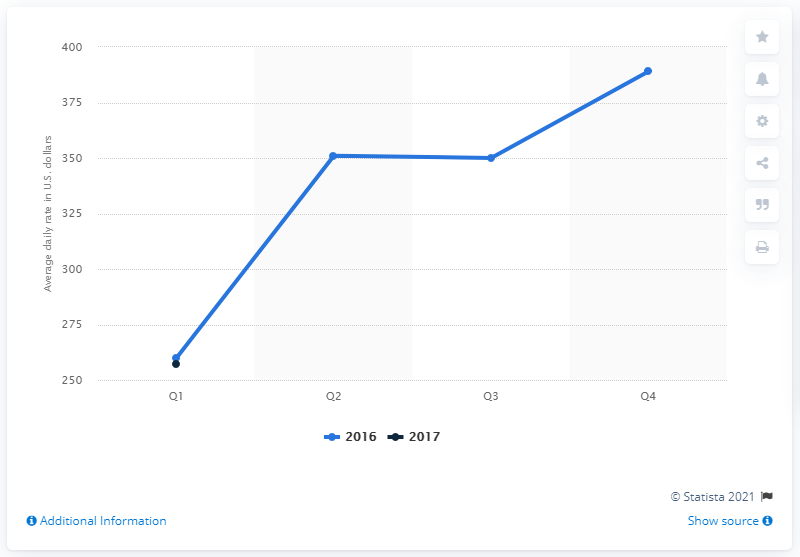 400
375
350
325
300
275
250
Average daily rate in U.S. dollars
Q1 Q2 Q3 Q4
2016 2017
© Statista 2021
Additional Information Show source